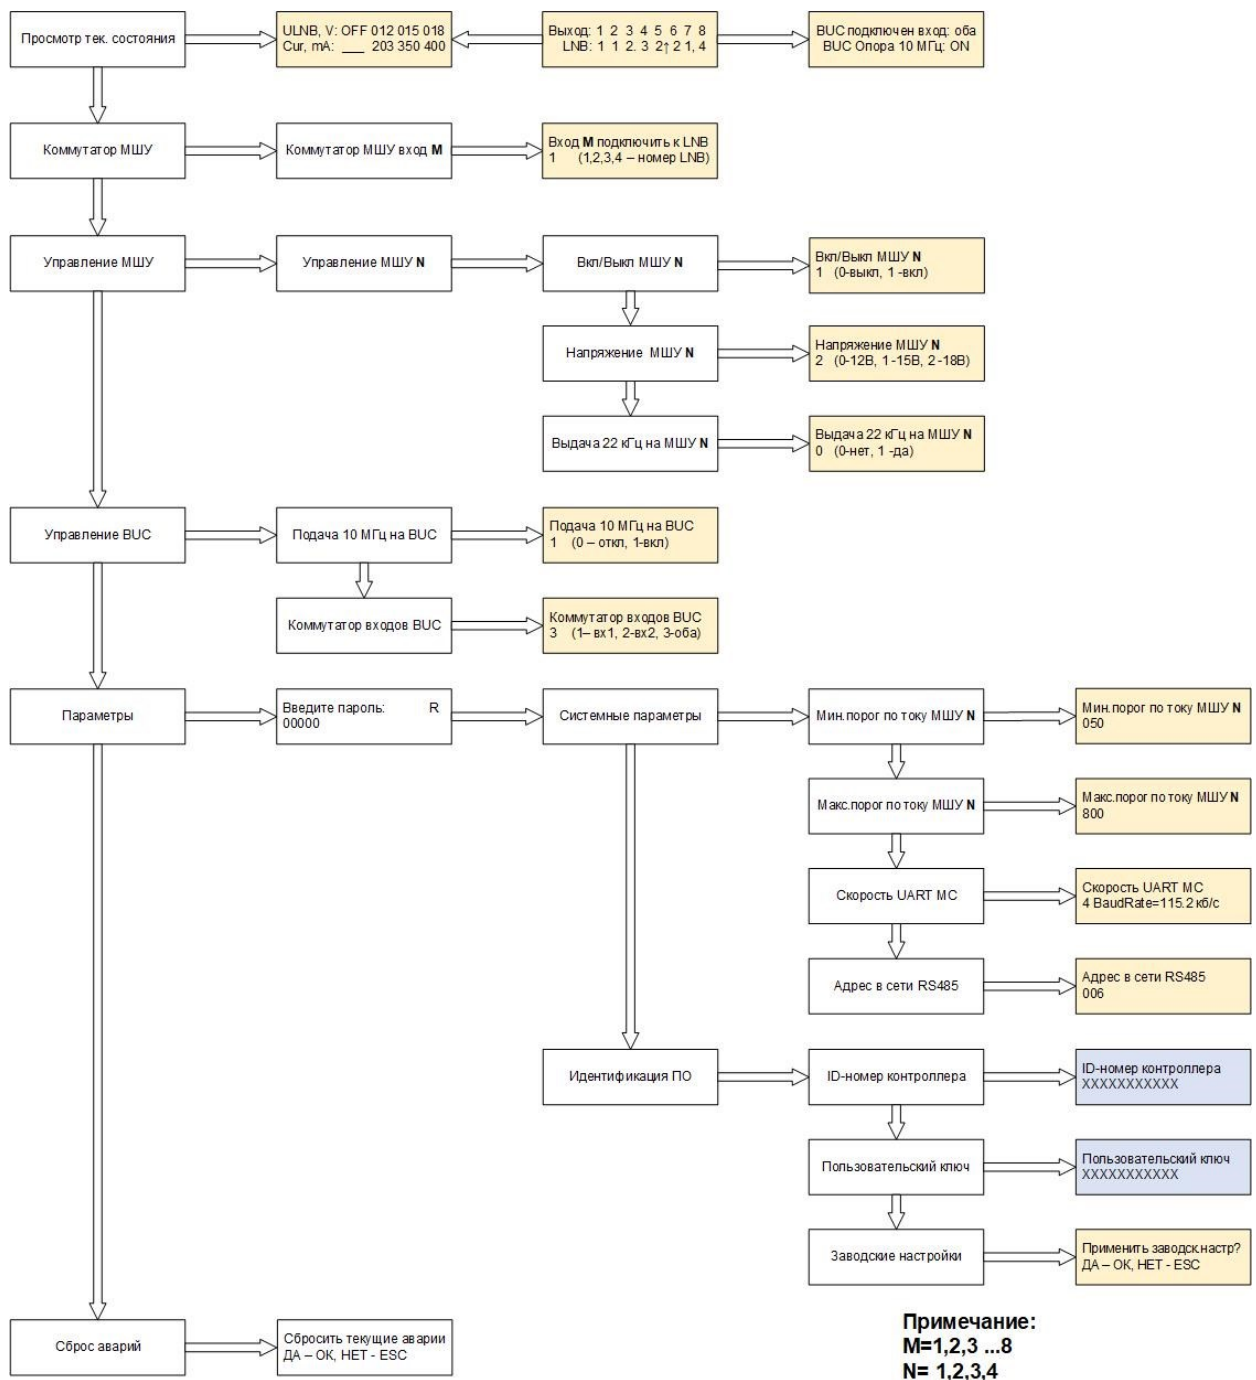 Просмотр тек. состояния
ULNB, V: OFF 012 015 018
Cur, mA: ___ 203 350 400
Выход: 1 2 3 4 5 6 7 8
LNB: 1 1 2. 3 2↑ 2 1, 4
BUC подключен вход: оба
BUC Опора 10 МГц: ON
Коммутатор МШУ
Коммутатор МШУ вход M
Вход M подключить к LNB
1 (1,2,3,4 – номер LNB)
Управление МШУ
Управление МШУ N
Вкл/Выкл МШУ N
Вкл/Выкл МШУ N
1 (0-выкл, 1 -вкл)
Напряжение МШУ N
Напряжение МШУ N
2 (0-12В, 1 -15В, 2 -18В)
Выдача 22 кГц на МШУ N
Выдача 22 кГц на МШУ N
0 (0-нет, 1 -да)
Управление BUC
Подача 10 МГц на BUC
Подача 10 МГц на BUC
1 (0 – откл, 1-вкл)
Коммутатор входов BUC
Коммутатор входов BUC
3 (1– вх1, 2-вх2, 3-оба)
Параметры
Введите пароль: R
00000
Системные параметры
Мин.порог по току МШУ N
Мин.порог по току МШУ N
050
Макс.порог по току МШУ N
Макс.порог по току МШУ N
800
Скорость UART МС
Скорость UART МС
4 BaudRate=115.2 кб/с
Адрес в сети RS485
Адрес в сети RS485
006
Идентификация ПО
ID-номер контроллера
ID-номер контроллера
XXXXXXXXXXX
Пользовательский ключ
Пользовательский ключ
XXXXXXXXXXX
Заводские настройки
Применить заводск.настр?
ДА – ОК, НЕТ - ESC
Сброс аварий
Сбросить текущие аварии
ДА – ОК, НЕТ - ESC
Примечание:
M=1,2,3 ...8
N= 1,2,3,4